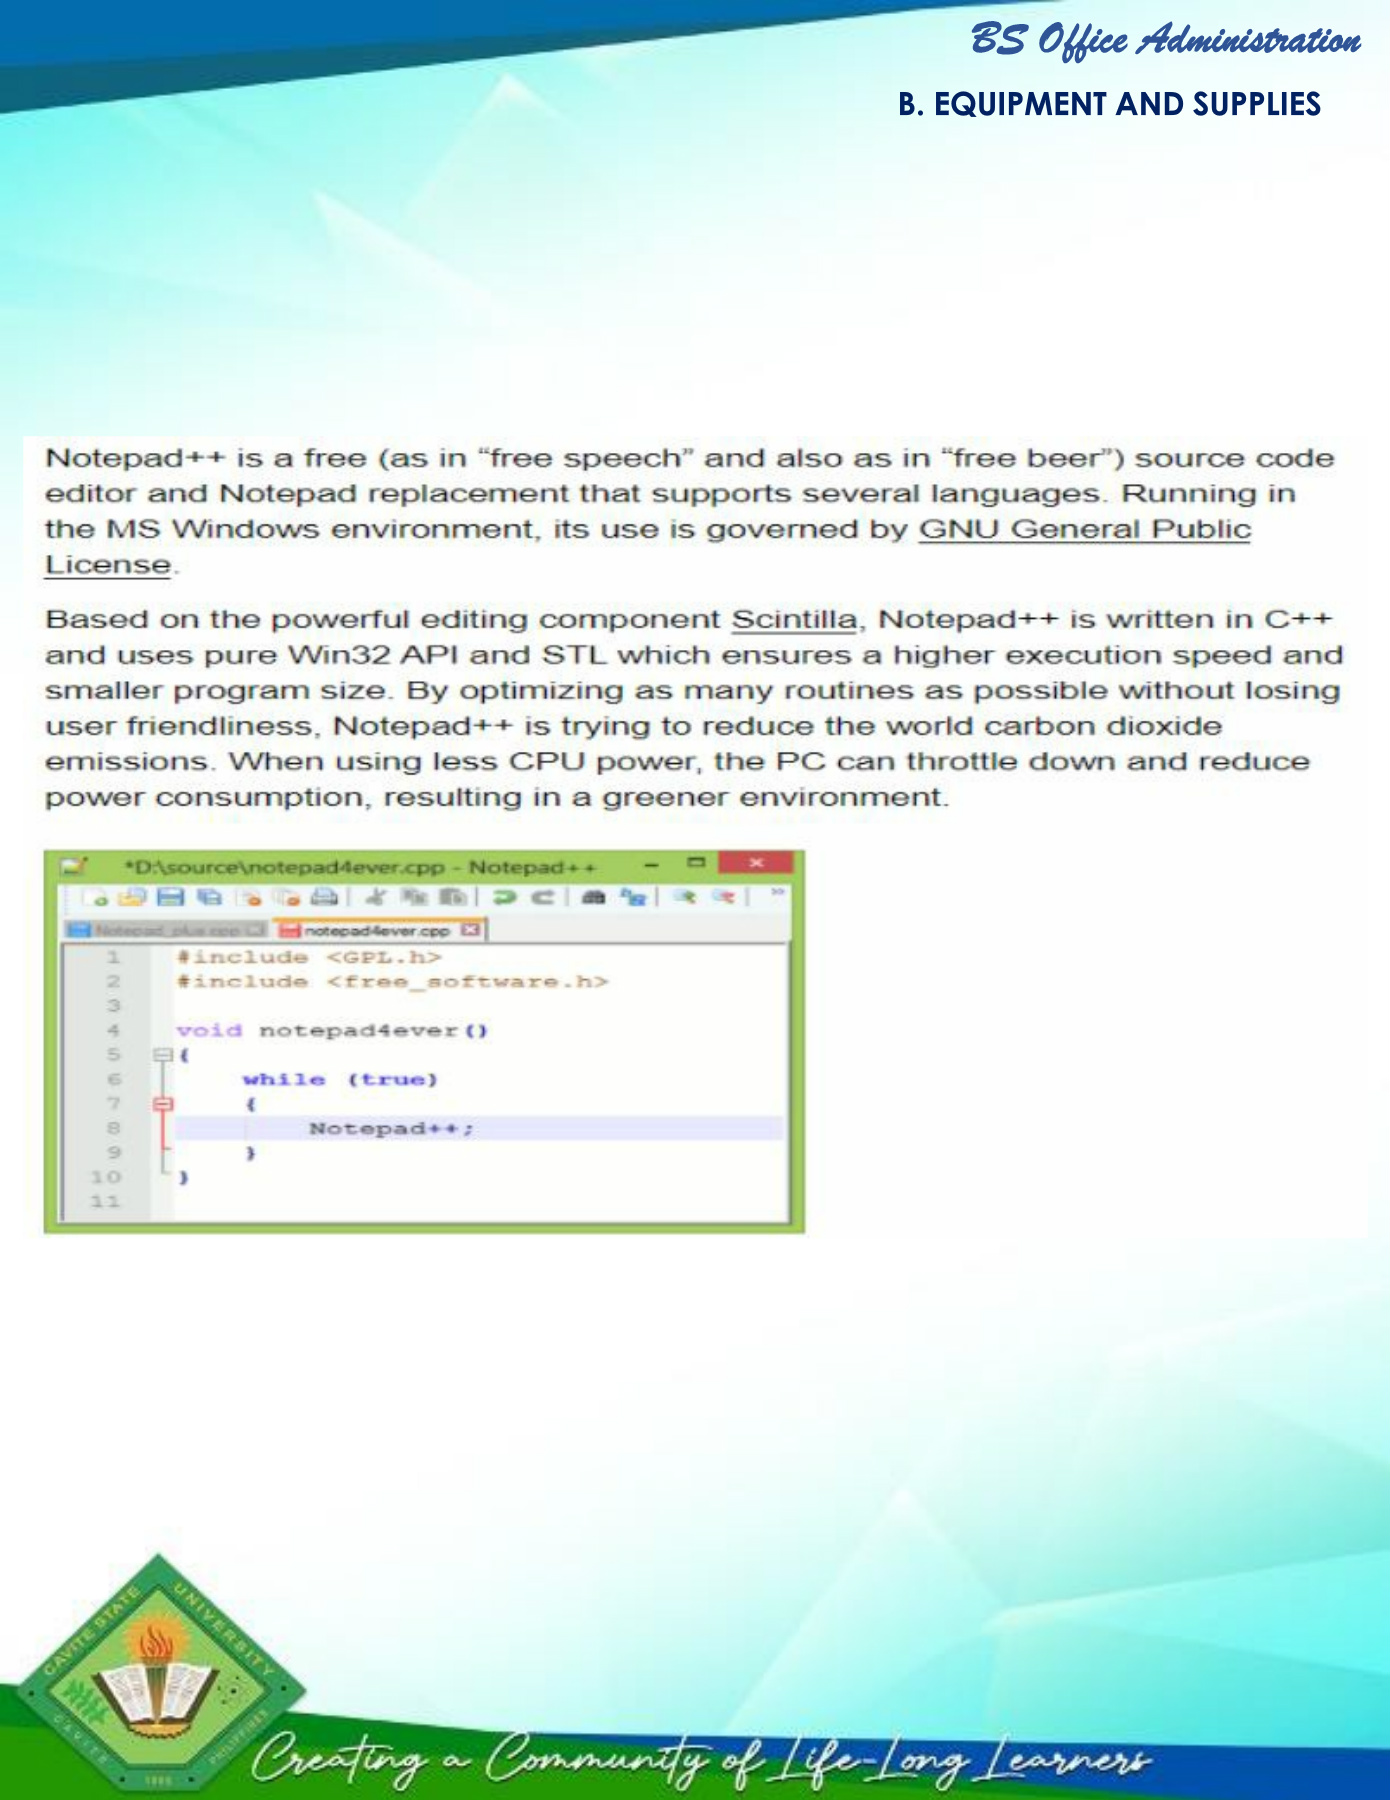 BS Office Administration
B. EQUIPMENT AND SUPPLIES
Notepad++ is a free (as in “free speech” and also as in “free beer”) source code
editor and Notepad replacement that supports several languages. Running in
the MS Windows environment, its use is governed by GNU General Public
License.
Based on the powerful editing component Scintilla, Notepad++ is written in C++
and uses pure Win32 API and STL which ensures a higher execution speed and
smaller program size. By optimizing as many routines as possible without losing
user friendliness, Notepad++ is trying to reduce the world carbon dioxide
emissions. When using less CPU power, the PC can throttle down and reduce
power consumption, resulting in a greener environment.
*D:\source\notepad4ever.cpp - Notepad++
Notepad_plus.cpp notepad4ever.cpp
1 #include <GPL.h>
2 #include <free_software.h>
3
4 void notepad4ever()
5 {
6 while (true)
7 {
8 Notepad++;
9 }
10 }
11
CAVITE STATE UNIVERSITY
CAVITE PHILIPPINES
1906
Creating a Community of Life-Long Learners